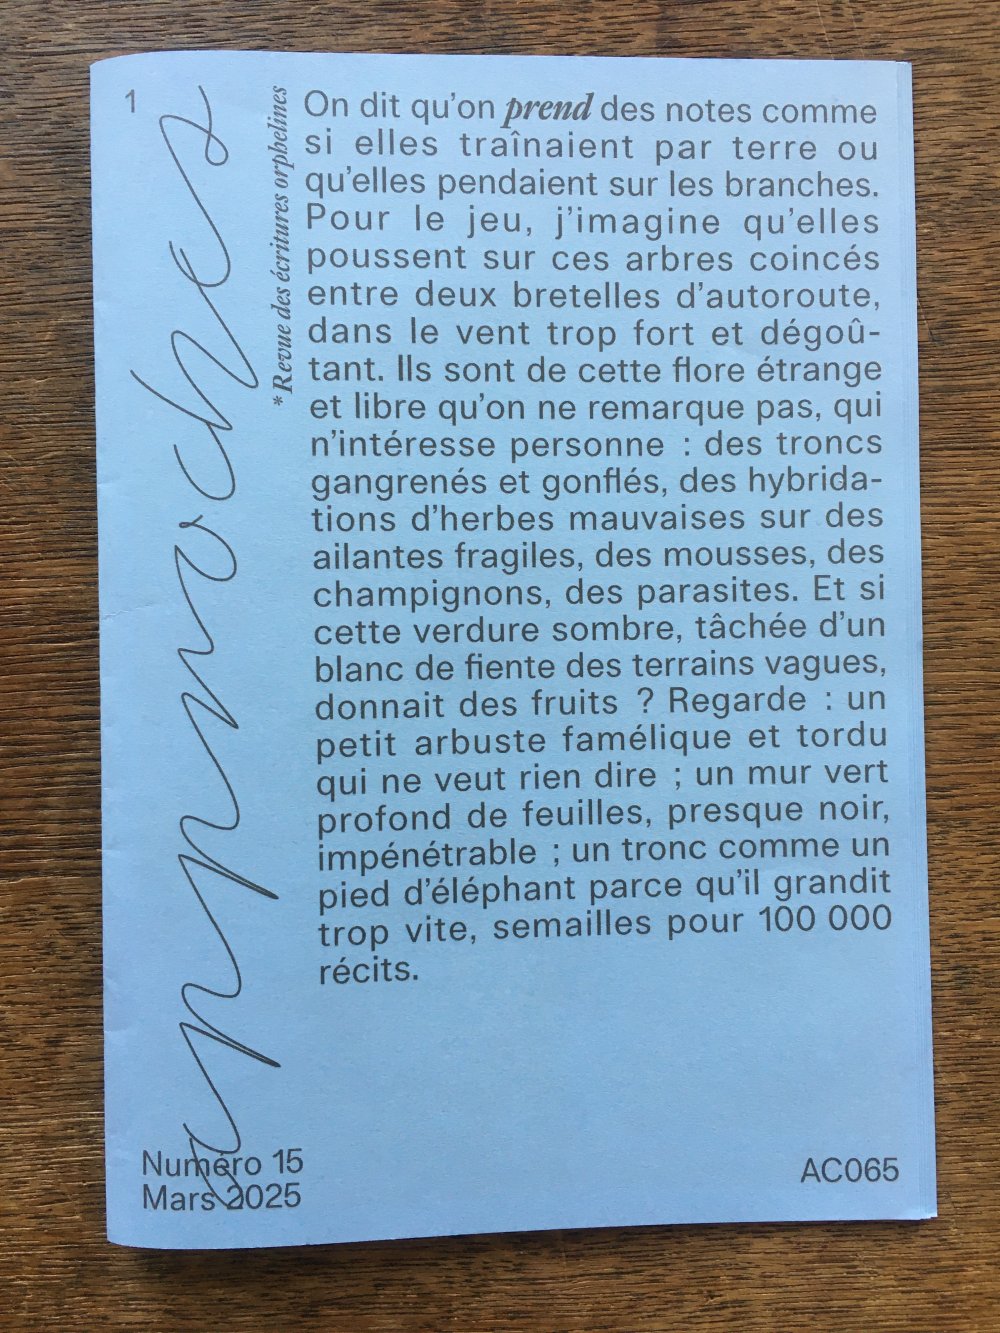 1
apparoches
*Revue des écritures orphelines
On dit qu’on prend des notes comme
si elles traînaient par terre ou
qu’elles pendaient sur les branches.
Pour le jeu, j’imagine qu’elles
poussent sur ces arbres coincés
entre deux bretelles d’autoroute,
dans le vent trop fort et dégoû-
tant. Ils sont de cette flore étrange
et libre qu’on ne remarque pas, qui
n’intéresse personne : des troncs
gangrenés et gonflés, des hybrida-
tions d’herbes mauvaises sur des
ailantes fragiles, des mousses, des
champignons, des parasites. Et si
cette verdure sombre, tâchée d’un
blanc de fiente des terrains vagues,
donnait des fruits ? Regarde : un
petit arbuste famélique et tordu
qui ne veut rien dire ; un mur vert
profond de feuilles, presque noir,
impénétrable ; un tronc comme un
pied d’éléphant parce qu’il grandit
trop vite, semailles pour 100 000
récits.
Numéro 15
Mars 2025
AC065